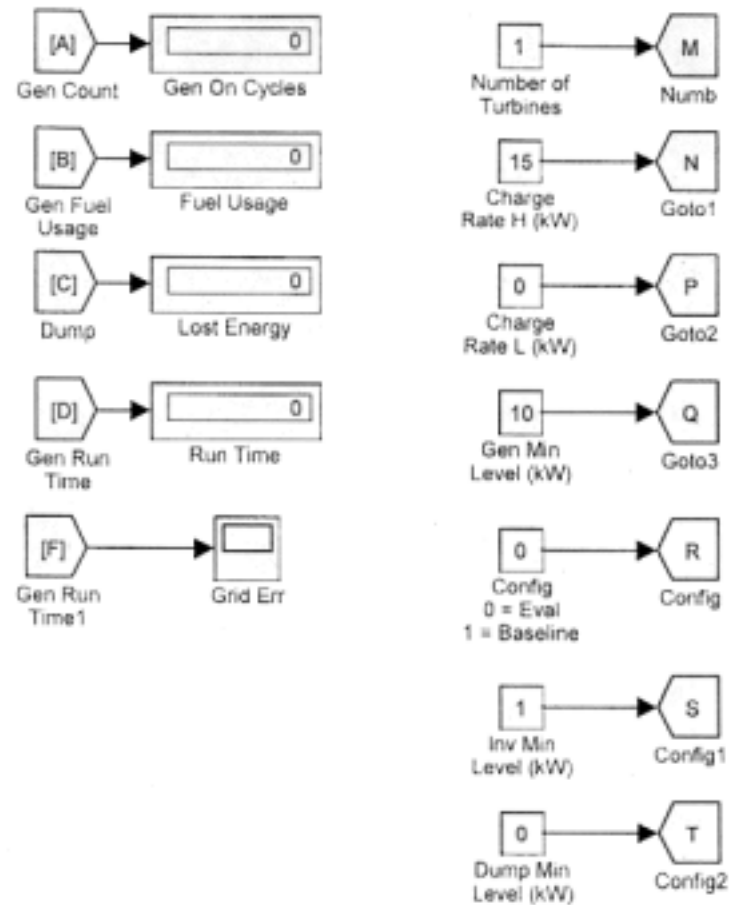 [A]
0
Gen Count
Gen On Cycles
[B]
0
Gen Fuel
Usage
Fuel Usage
[C]
0
Dump
Lost Energy
[D]
0
Gen Run
Time
Run Time
[F]
Gen Run
Time1
Grid Err
1
M
Number of
Turbines
Numb
15
N
Charge
Rate H (kW)
Goto1
0
P
Charge
Rate L (kW)
Goto2
10
Q
Gen Min
Level (kW)
Goto3
0
R
Config
0 = Eval
1 = Baseline
Config
1
S
Inv Min
Level (kW)
Config1
0
T
Dump Min
Level (kW)
Config2